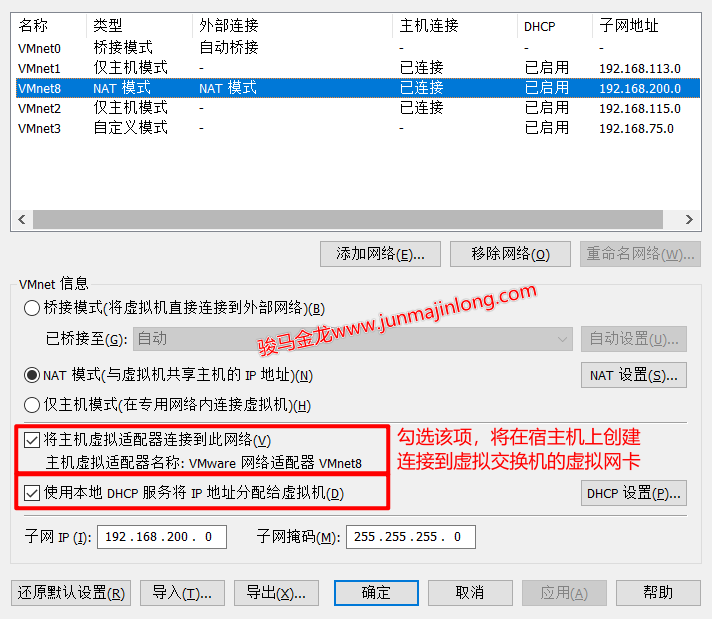 名称 类型 外部连接 主机连接 DHCP 子网地址
VMnet0 桥接模式 自动桥接 - - -
VMnet1 仅主机模式 - 已连接 已启用 192.168.113.0
VMnet8 NAT 模式 NAT 模式 已连接 已启用 192.168.200.0
VMnet2 仅主机模式 - 已连接 已启用 192.168.115.0
VMnet3 自定义模式 - - 已启用 192.168.75.0
添加网络(E)... 移除网络(O) 重命名网络(W)...
VMnet 信息
桥接模式(将虚拟机直接连接到外部网络)(B)
已桥接至(G): 自动 自动设置(U)...
骏马金龙www.junmajinlong.com
NAT 模式(与虚拟机共享主机的 IP 地址)(N) NAT 设置(S)...
仅主机模式(在专用网络内连接虚拟机)(H)
将主机虚拟适配器连接到此网络(V)
主机虚拟适配器名称: VMware 网络适配器 VMnet8
勾选该项，将在宿主机上创建
连接到虚拟交换机的虚拟网卡
使用本地 DHCP 服务将 IP 地址分配给虚拟机(D) DHCP 设置(P)...
子网 IP (I): 192.168.200. 0 子网掩码(M): 255.255.255. 0
还原默认设置(R) 导入(T)... 导出(X)... 确定 取消 应用(A) 帮助